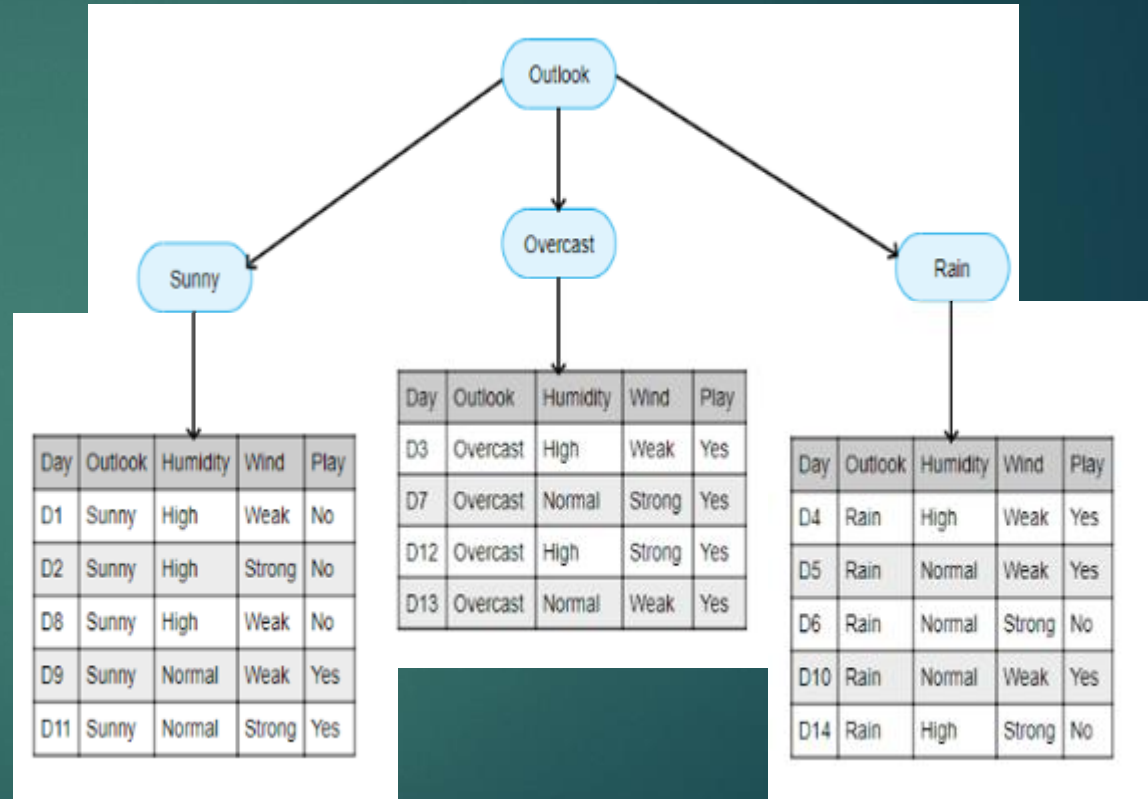 Outlook
Sunny
Overcast
Rain
Day Outlook Humidity Wind Play
D1 Sunny High Weak No
D2 Sunny High Strong No
D8 Sunny High Weak No
D9 Sunny Normal Weak Yes
D11 Sunny Normal Strong Yes
Day Outlook Humidity Wind Play
D3 Overcast High Weak Yes
D7 Overcast Normal Strong Yes
D12 Overcast High Strong Yes
D13 Overcast Normal Weak Yes
Day Outlook Humidity Wind Play
D4 Rain High Weak Yes
D5 Rain Normal Weak Yes
D6 Rain Normal Strong No
D10 Rain Normal Weak Yes
D14 Rain High Strong No